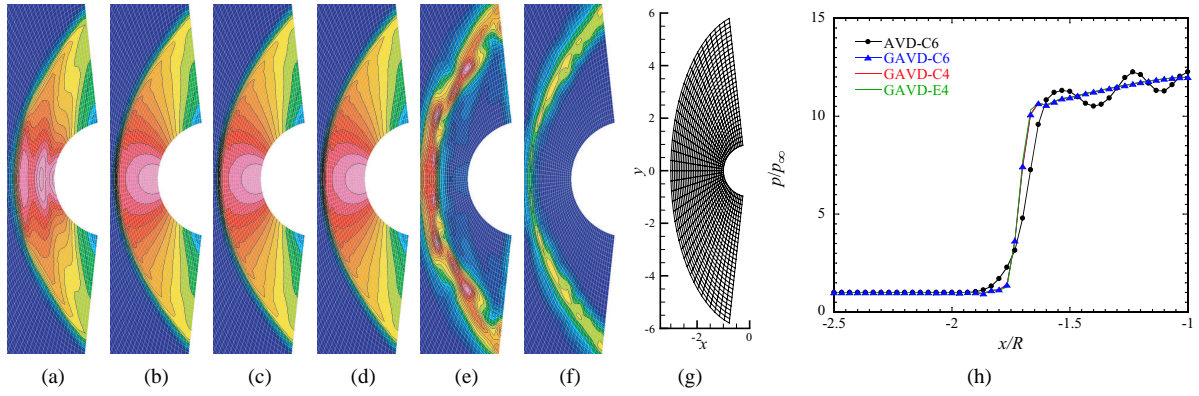 6
4
2
y
0
-2
-4
-6
-2
x
0
15
AVD-C6
GAVD-C6
GAVD-C4
GAVD-E4
10
p/p∞
5
0
-2.5
-2
-1.5
-1
x/R
(a) (b) (c) (d) (e) (f) (g) (h)